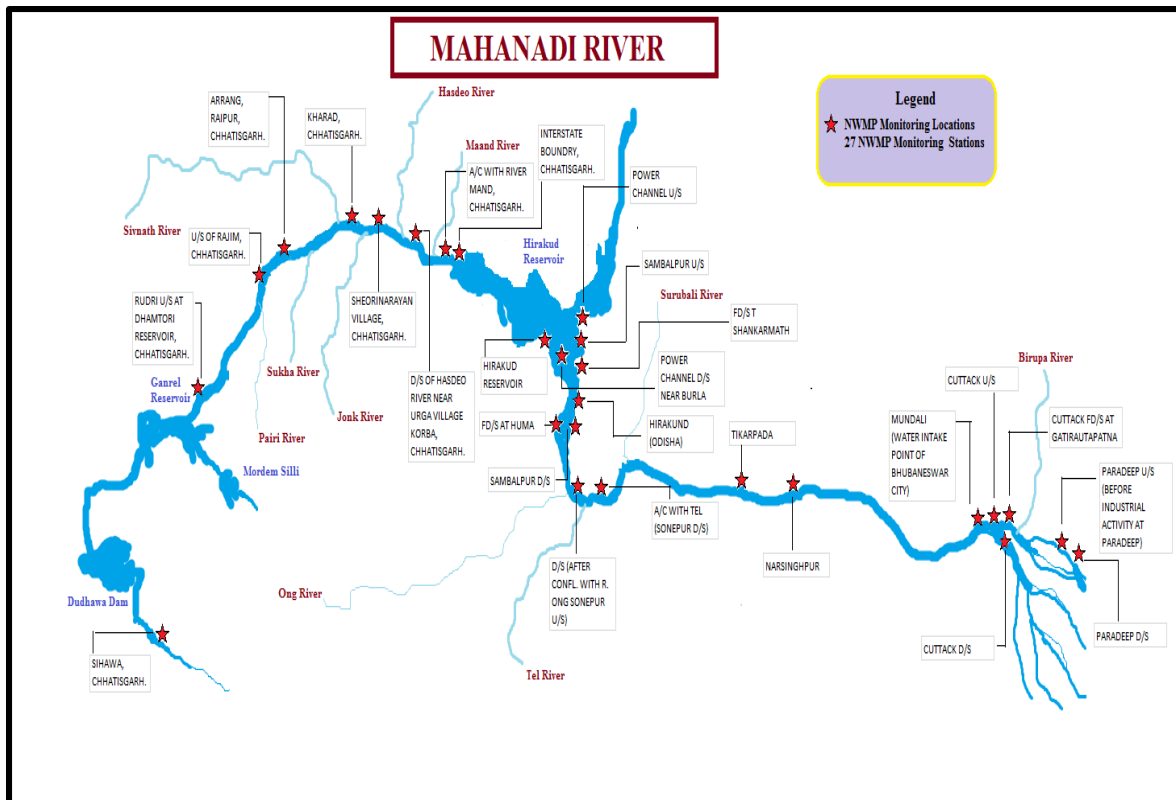 MAHANADI RIVER
Legend
NWMP Monitoring Locations
27 NWMP Monitoring Stations
Hasdeo River
ARRANG,
RAIPUR,
CHHATISGARH.
KHARAD,
CHHATISGARH.
Maand River
A/C WITH RIVER
MAND,
CHHATISGARH.
INTERSTATE
BOUNDRY,
CHHATISGARH.
POWER
CHANNEL U/S
Sivnath River
U/S OF RAJIM,
CHHATISGARH.
Hirakud
Reservoir
SAMBALPUR U/S
RUDRI U/S AT
DHAMTORI
RESERVOIR,
CHHATISGARH.
SHEORINARAYAN
VILLAGE,
CHHATISGARH.
Surubali River
FD/S T
SHANKARMATH
Ganrel
Reservoir
Sukha River
D/S OF HASDEO
RIVER NEAR
URGA VILLAGE
KORBA,
CHHATISGARH.
HIRAKUD
RESERVOIR
POWER
CHANNEL D/S
NEAR BURLA
Birupa River
CUTTACK U/S
Pairi River
Jonk River
FD/S AT HUMA
HIRAKUND
(ODISHA)
TIKARPADA
MUNDALI
(WATER INTAKE
POINT OF
BHUBANESWAR
CITY)
CUTTACK FD/S AT
GATIRAUTAPATNA
Mordem Silli
SAMBALPUR D/S
PARADEEP U/S
(BEFORE
INDUSTRIAL
ACTIVITY AT
PARADEEP)
A/C WITH TEL
(SONEPUR D/S)
D/S (AFTER
CONFL. WITH R.
ONG SONEPUR
U/S)
NARSINGHPUR
Ong River
Dudhawa Dam
SIHAWA,
CHHATISGARH.
Tel River
CUTTACK D/S
PARADEEP D/S